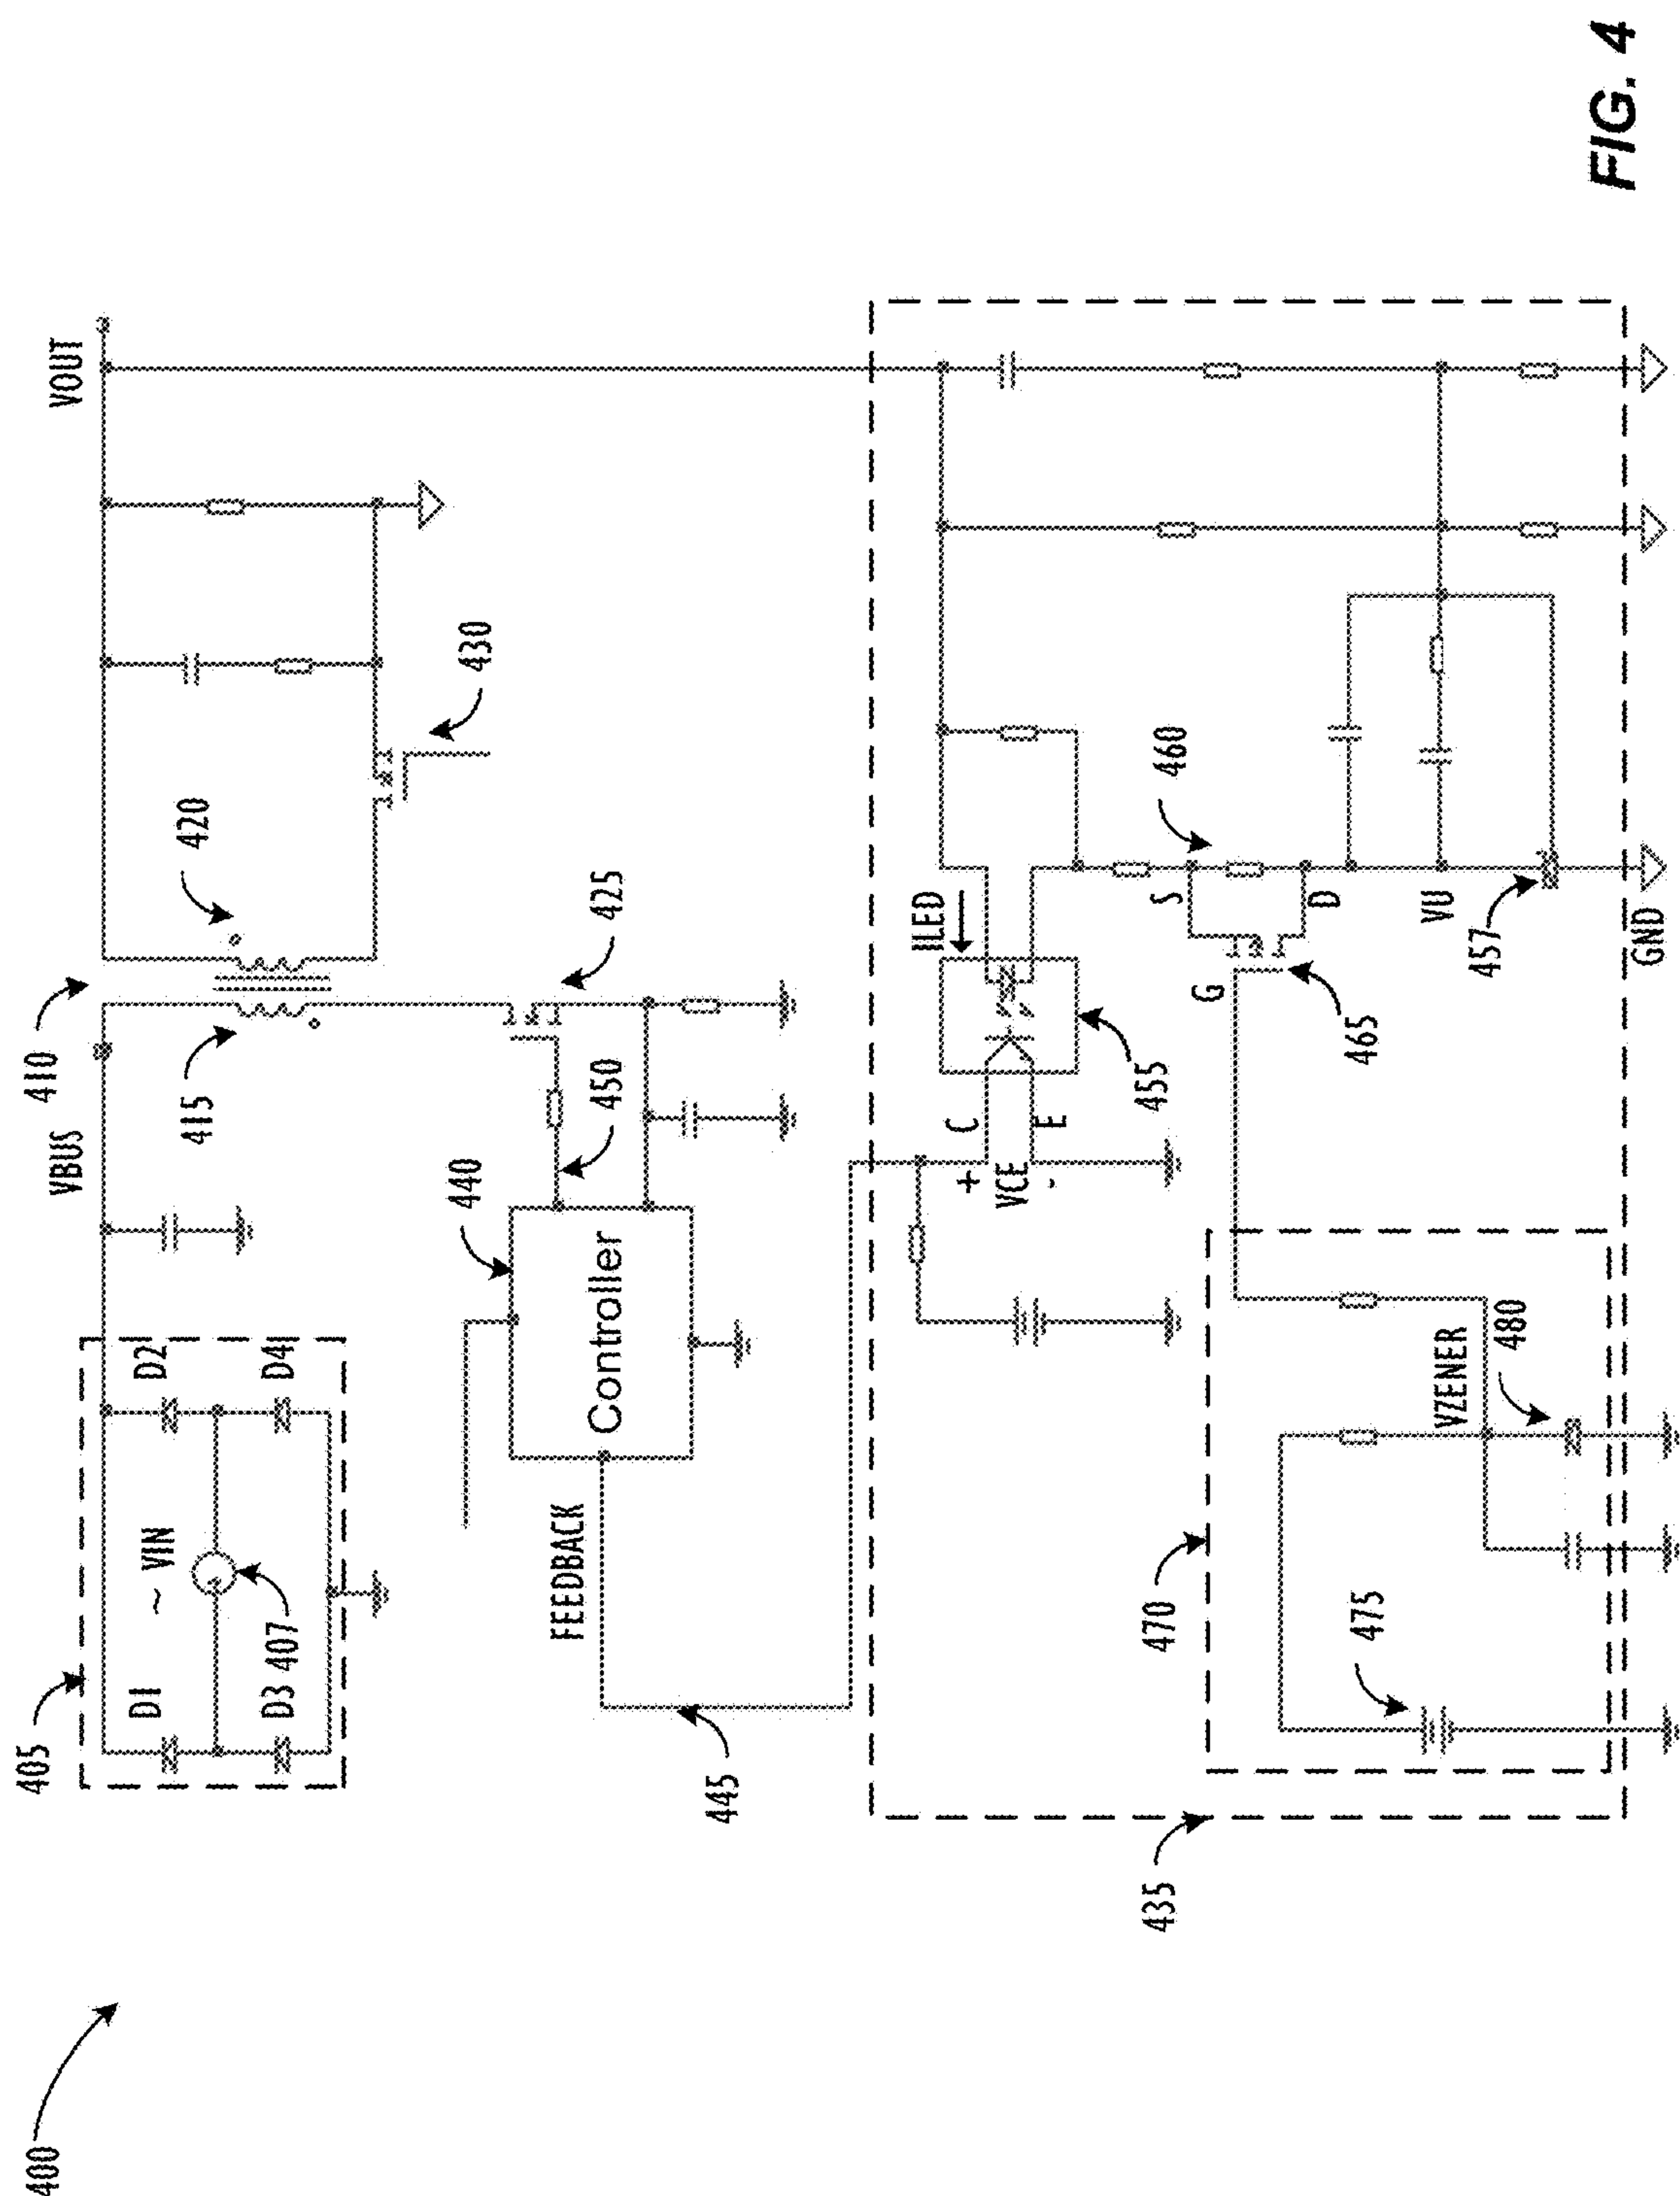 400
405
D1
~ VIN
D2
D3
407
D4
VBUS
410
415
420
VOUT
430
FEEDBACK
440
Controller
450
425
445
435
ILED
C
+
VCE
-
E
455
S
460
G
D
465
VU
457
GND
470
475
VZENER
480
FIG. 4